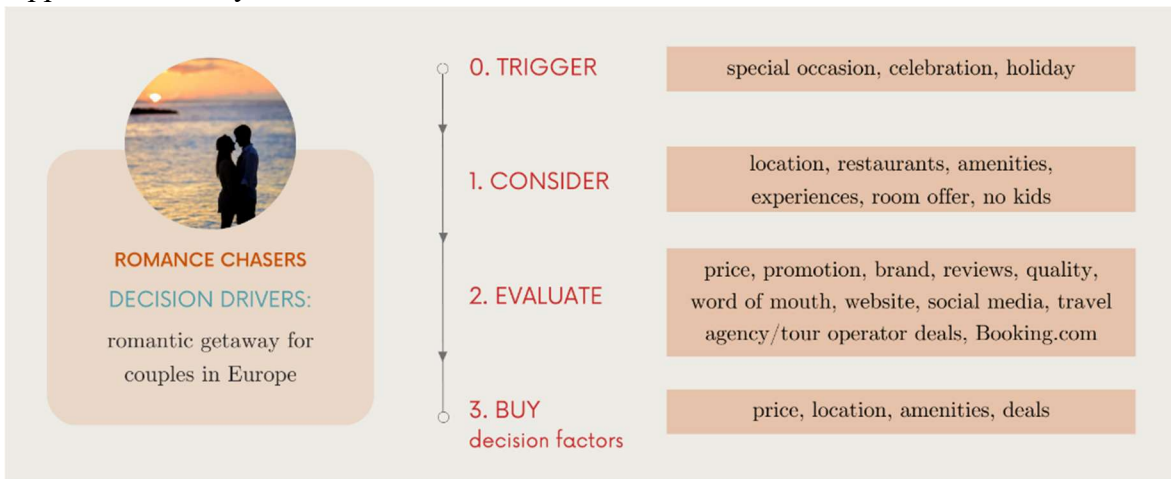 ROMANCE CHASERS
DECISION DRIVERS:
romantic getaway for
couples in Europe
0. TRIGGER
special occasion, celebration, holiday
1. CONSIDER
location, restaurants, amenities,
experiences, room offer, no kids
2. EVALUATE
price, promotion, brand, reviews, quality,
word of mouth, website, social media, travel
agency/tour operator deals, Booking.com
3. BUY
decision factors
price, location, amenities, deals